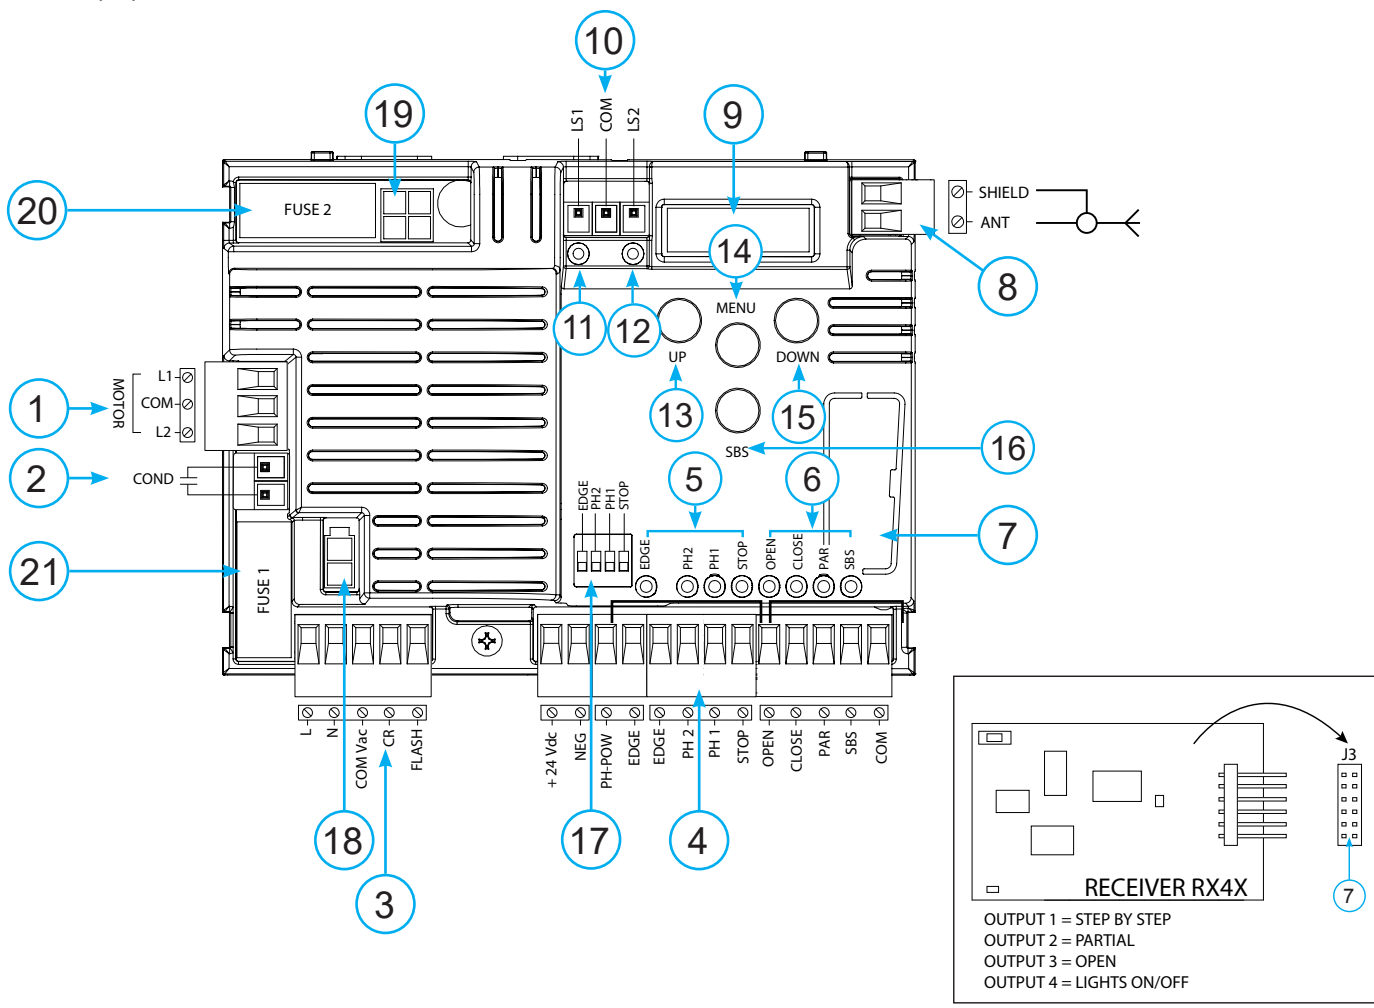 10
19
9
LS1
COM
LS2
20
FUSE 2
SHIELD
ANT
14
8
MENU
11
12
UP
DOWN
L1
COM
L2
MOTOR
1
13
15
SBS
16
2
COND
5
6
EDGE
PH2
PH1
STOP
7
EDGE
PH2
PH1
STOP
OPEN
CLOSE
PAR
SBS
21
FUSE 1
L
N
COM Vac
CR
FLASH
+ 24 Vdc
NEG
PH-POW
EDGE
EDGE
PH 2
PH 1
STOP
OPEN
CLOSE
PAR
SBS
COM
18
17
4
3
J3
7
RECEIVER RX4X
OUTPUT 1 = STEP BY STEP
OUTPUT 2 = PARTIAL
OUTPUT 3 = OPEN
OUTPUT 4 = LIGHTS ON/OFF